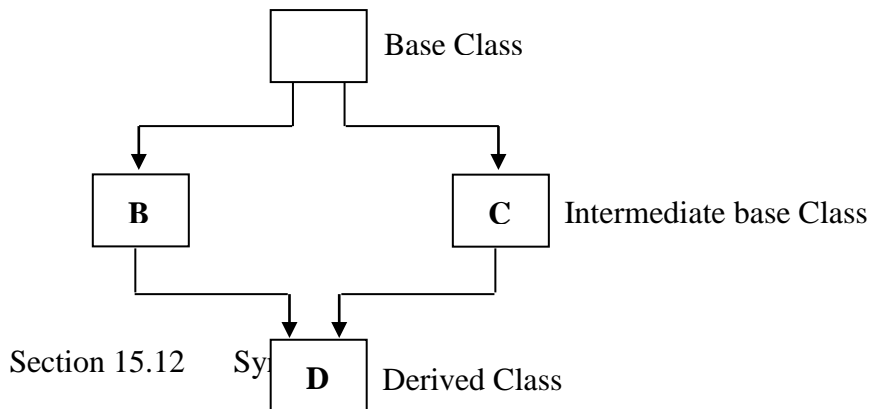 Base Class
B
C Intermediate base Class
Section 15.12
D Derived Class